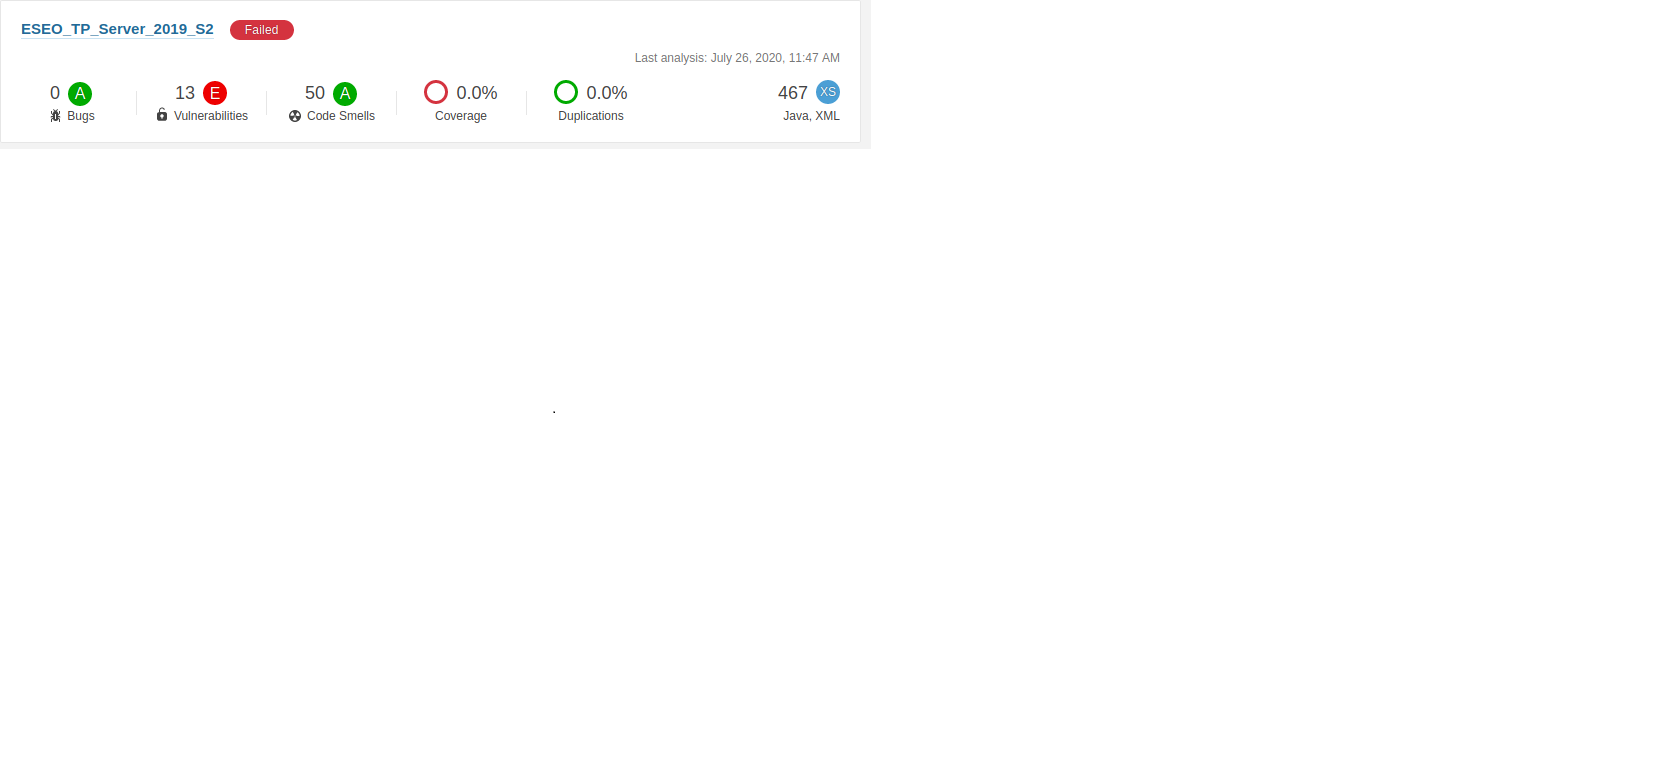 ESEO_TP_Server_2019_S2 Failed
Last analysis: July 26, 2020, 11:47 AM
0 A 13 E 50 A 0.0% 0.0% 467 XS
Bugs Vulnerabilities Code Smells Coverage Duplications Java, XML
.